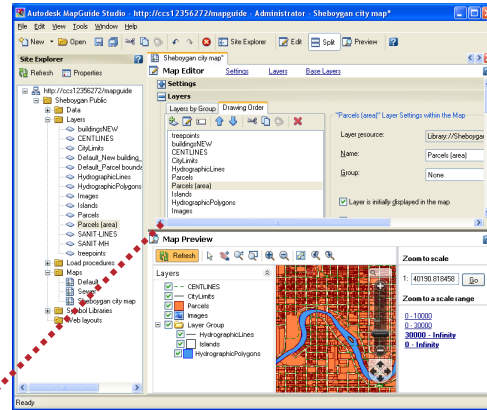 Autodesk MapGuide Studio - http://ccs12356272/mapguide - Administrator - Sheboygan city map*
File Edit View Tools Window Help
New Open Site Explorer Edit Split Preview
Site Explorer
Refresh Properties
http://ccs12356272/mapguide
Sheboygan Public
Data
Layers
buildingsNEW
CENTLINES
CityLimits
Default_New building_
Default_Parcel bounda
HydrographicLines
HydrographicPolygons
Images
Islands
Parcels
Parcels (area)
SANIT-LINES
SANIT-MH
treepoints
Load procedures
Maps
Default
Sewer
Sheboygan city map
Symbol Libraries
Web layouts
Sheboygan city map*
Map Editor Settings Layers Base Layers
Settings
Layers
Layers by Group Drawing Order
treepoints
buildingsNEW
CENTLINES
CityLimits
HydrographicLines
Parcels
Parcels (area)
Islands
HydrographicPolygons
Images
"Parcels (area)" Layer Settings within the Map
Layer resource: Library://Sheboygan
Name: Parcels (area)
Group: None
Layer is initially displayed in the map
Map Preview
Refresh
Layers
CENTLINES
CityLimits
Parcels
Images
Layer Group
HydrographicLines
Islands
HydrographicPolygons
Zoom to scale
1: 40190.818458 Go
Zoom to a scale range
0 - 10000
0 - 30000
30000 - Infinity
0 - Infinity
Ready